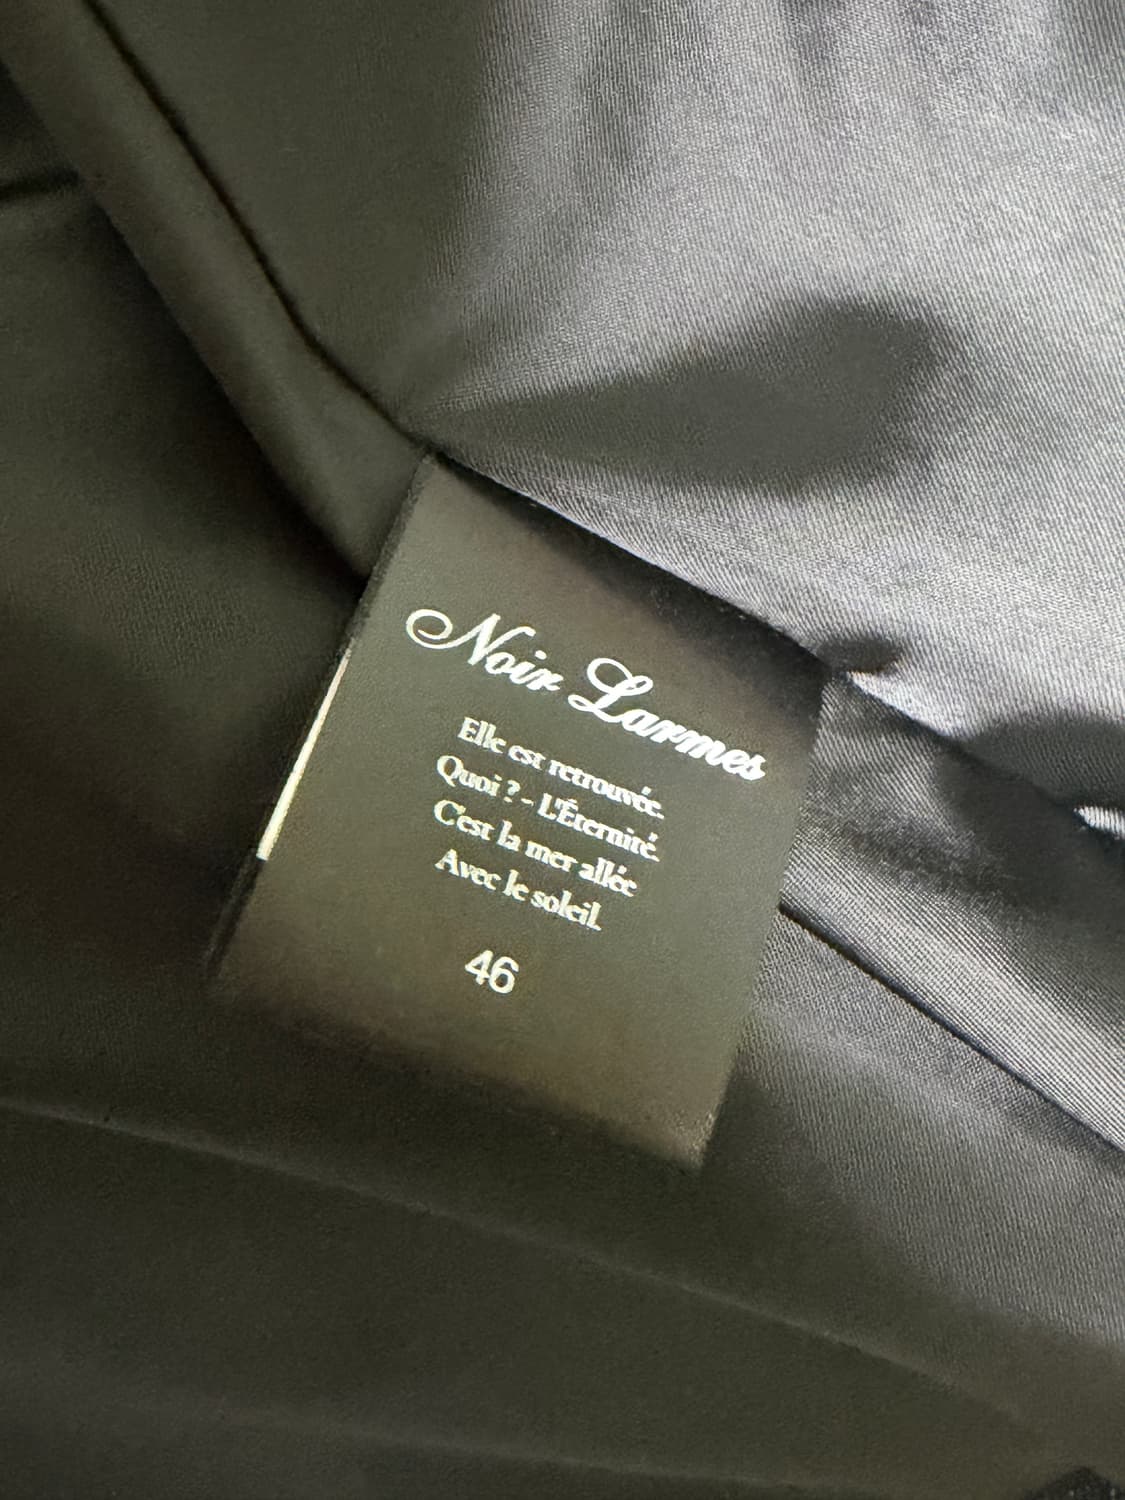 Noir Larmes
Elle est retrouvée.
Quoi ? - L'Éternité.
C'est la mer allée
Avec le soleil.
46